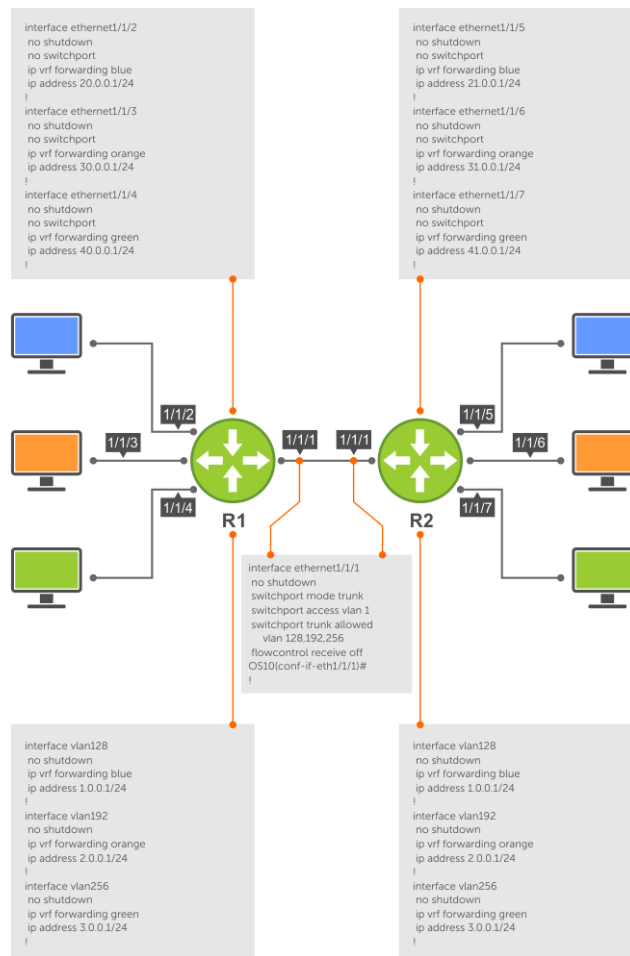 interface ethernet1/1/2
no shutdown
no switchport
ip vrf forwarding blue
ip address 20.0.0.1/24
!
interface ethernet1/1/3
no shutdown
no switchport
ip vrf forwarding orange
ip address 30.0.0.1/24
!
interface ethernet1/1/4
no shutdown
no switchport
ip vrf forwarding green
ip address 40.0.0.1/24
!
interface ethernet1/1/5
no shutdown
no switchport
ip vrf forwarding blue
ip address 21.0.0.1/24
!
interface ethernet1/1/6
no shutdown
no switchport
ip vrf forwarding orange
ip address 31.0.0.1/24
!
interface ethernet1/1/7
no shutdown
no switchport
ip vrf forwarding green
ip address 41.0.0.1/24
!
1/1/2
1/1/3
1/1/4
1/1/1
1/1/1
1/1/5
1/1/6
1/1/7
R1
R2
interface ethernet1/1/1
no shutdown
switchport mode trunk
switchport access vlan 1
switchport trunk allowed
vlan 128,192,256
flowcontrol receive off
OS10(conf-if-eth1/1/1)#
!
interface vlan128
no shutdown
ip vrf forwarding blue
ip address 1.0.0.1/24
!
interface vlan192
no shutdown
ip vrf forwarding orange
ip address 2.0.0.1/24
!
interface vlan256
no shutdown
ip vrf forwarding green
ip address 3.0.0.1/24
!
interface vlan128
no shutdown
ip vrf forwarding blue
ip address 1.0.0.1/24
!
interface vlan192
no shutdown
ip vrf forwarding orange
ip address 2.0.0.1/24
!
interface vlan256
no shutdown
ip vrf forwarding green
ip address 3.0.0.1/24
!